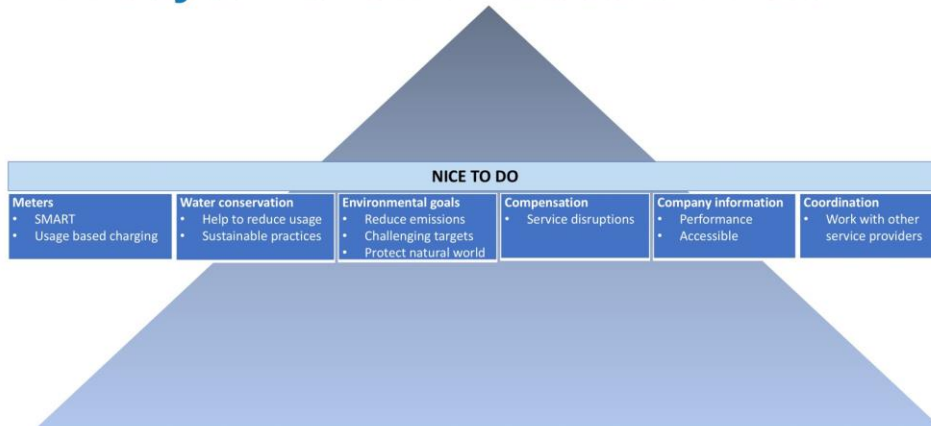 NICE TO DO
Meters
• SMART
• Usage based charging
Water conservation
• Help to reduce usage
• Sustainable practices
Environmental goals
• Reduce emissions
• Challenging targets
• Protect natural world
Compensation
• Service disruptions
Company information
• Performance
• Accessible
Coordination
• Work with other
service providers